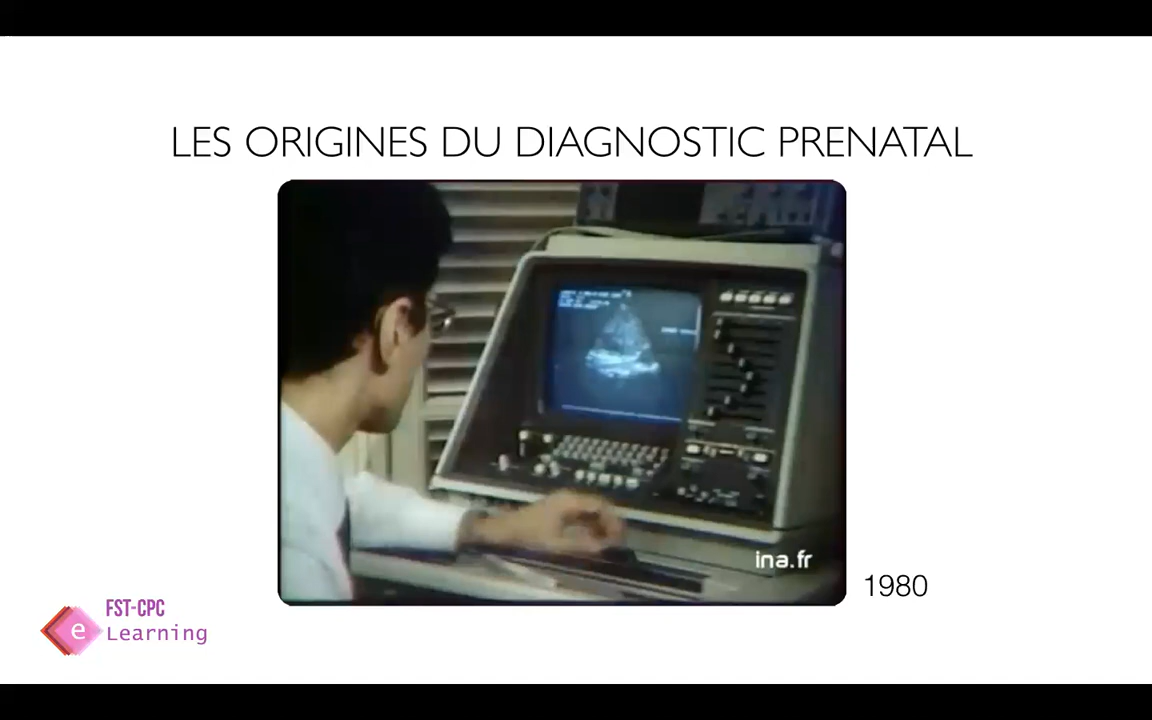 LES ORIGINES DU DIAGNOSTIC PRENATAL
ina.fr
1980
FST-CPC
e
Learning